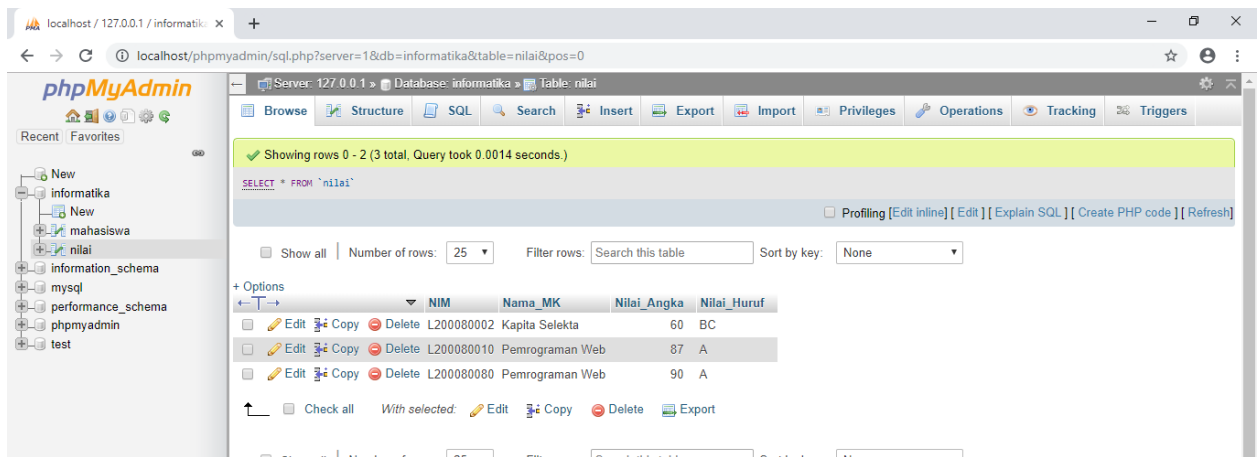 localhost / 127.0.0.1 / informatik
localhost/phpmyadmin/sql.php?server=1&db=informatika&table=nilai&pos=0
phpMyAdmin
Recent Favorites
New
informatika
New
mahasiswa
nilai
information_schema
mysql
performance_schema
phpmyadmin
test
Server: 127.0.0.1 » Database: informatika » Table: nilai
Browse Structure SQL Search Insert Export Import Privileges Operations Tracking Triggers
Showing rows 0 - 2 (3 total, Query took 0.0014 seconds.)
SELECT * FROM `nilai`
Profiling [Edit inline] [ Edit ] [ Explain SQL ] [ Create PHP code ] [ Refresh]
Show all | Number of rows: 25 Filter rows: Search this table Sort by key: None
+ Options
NIM Nama_MK Nilai_Angka Nilai_Huruf
Edit Copy Delete L200080002 Kapita Selekta 60 BC
Edit Copy Delete L200080010 Pemrograman Web 87 A
Edit Copy Delete L200080080 Pemrograman Web 90 A
Check all With selected: Edit Copy Delete Export